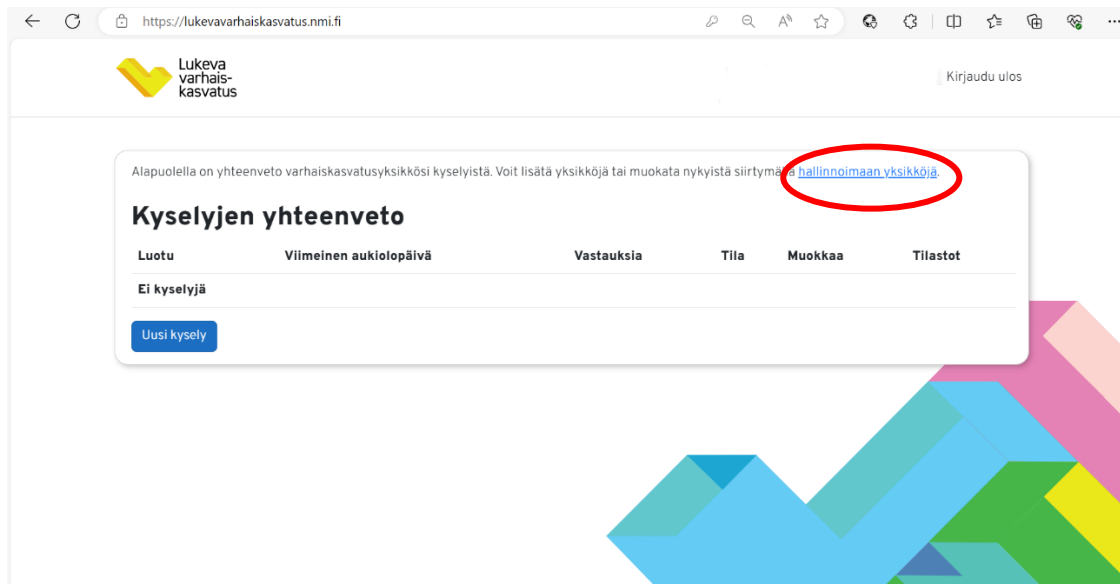 https://lukevavarhaiskasvatus.nmi.fi
Lukeva
varhais-
kasvatus
Kirjaudu ulos
Alapuolella on yhteenveto varhaiskasvatusyksikkösi kyselyistä. Voit lisätä yksikköjä tai muokata nykyistä siirtymällä hallinnoimaan yksikköjä.
Kyselyjen yhteenveto
Luotu Viimeinen aukiolopäivä Vastauksia Tila Muokkaa Tilastot
Ei kyselyjä
Uusi kysely